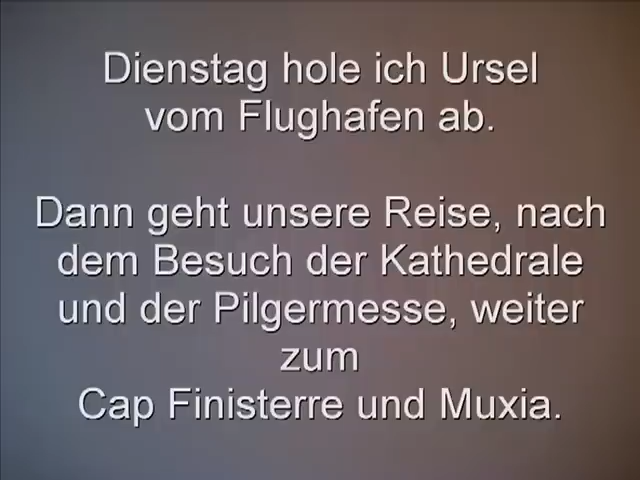 Dienstag hole ich Ursel
vom Flughafen ab.
Dann geht unsere Reise, nach
dem Besuch der Kathedrale
und der Pilgermesse, weiter
zum
Cap Finisterre und Muxia.